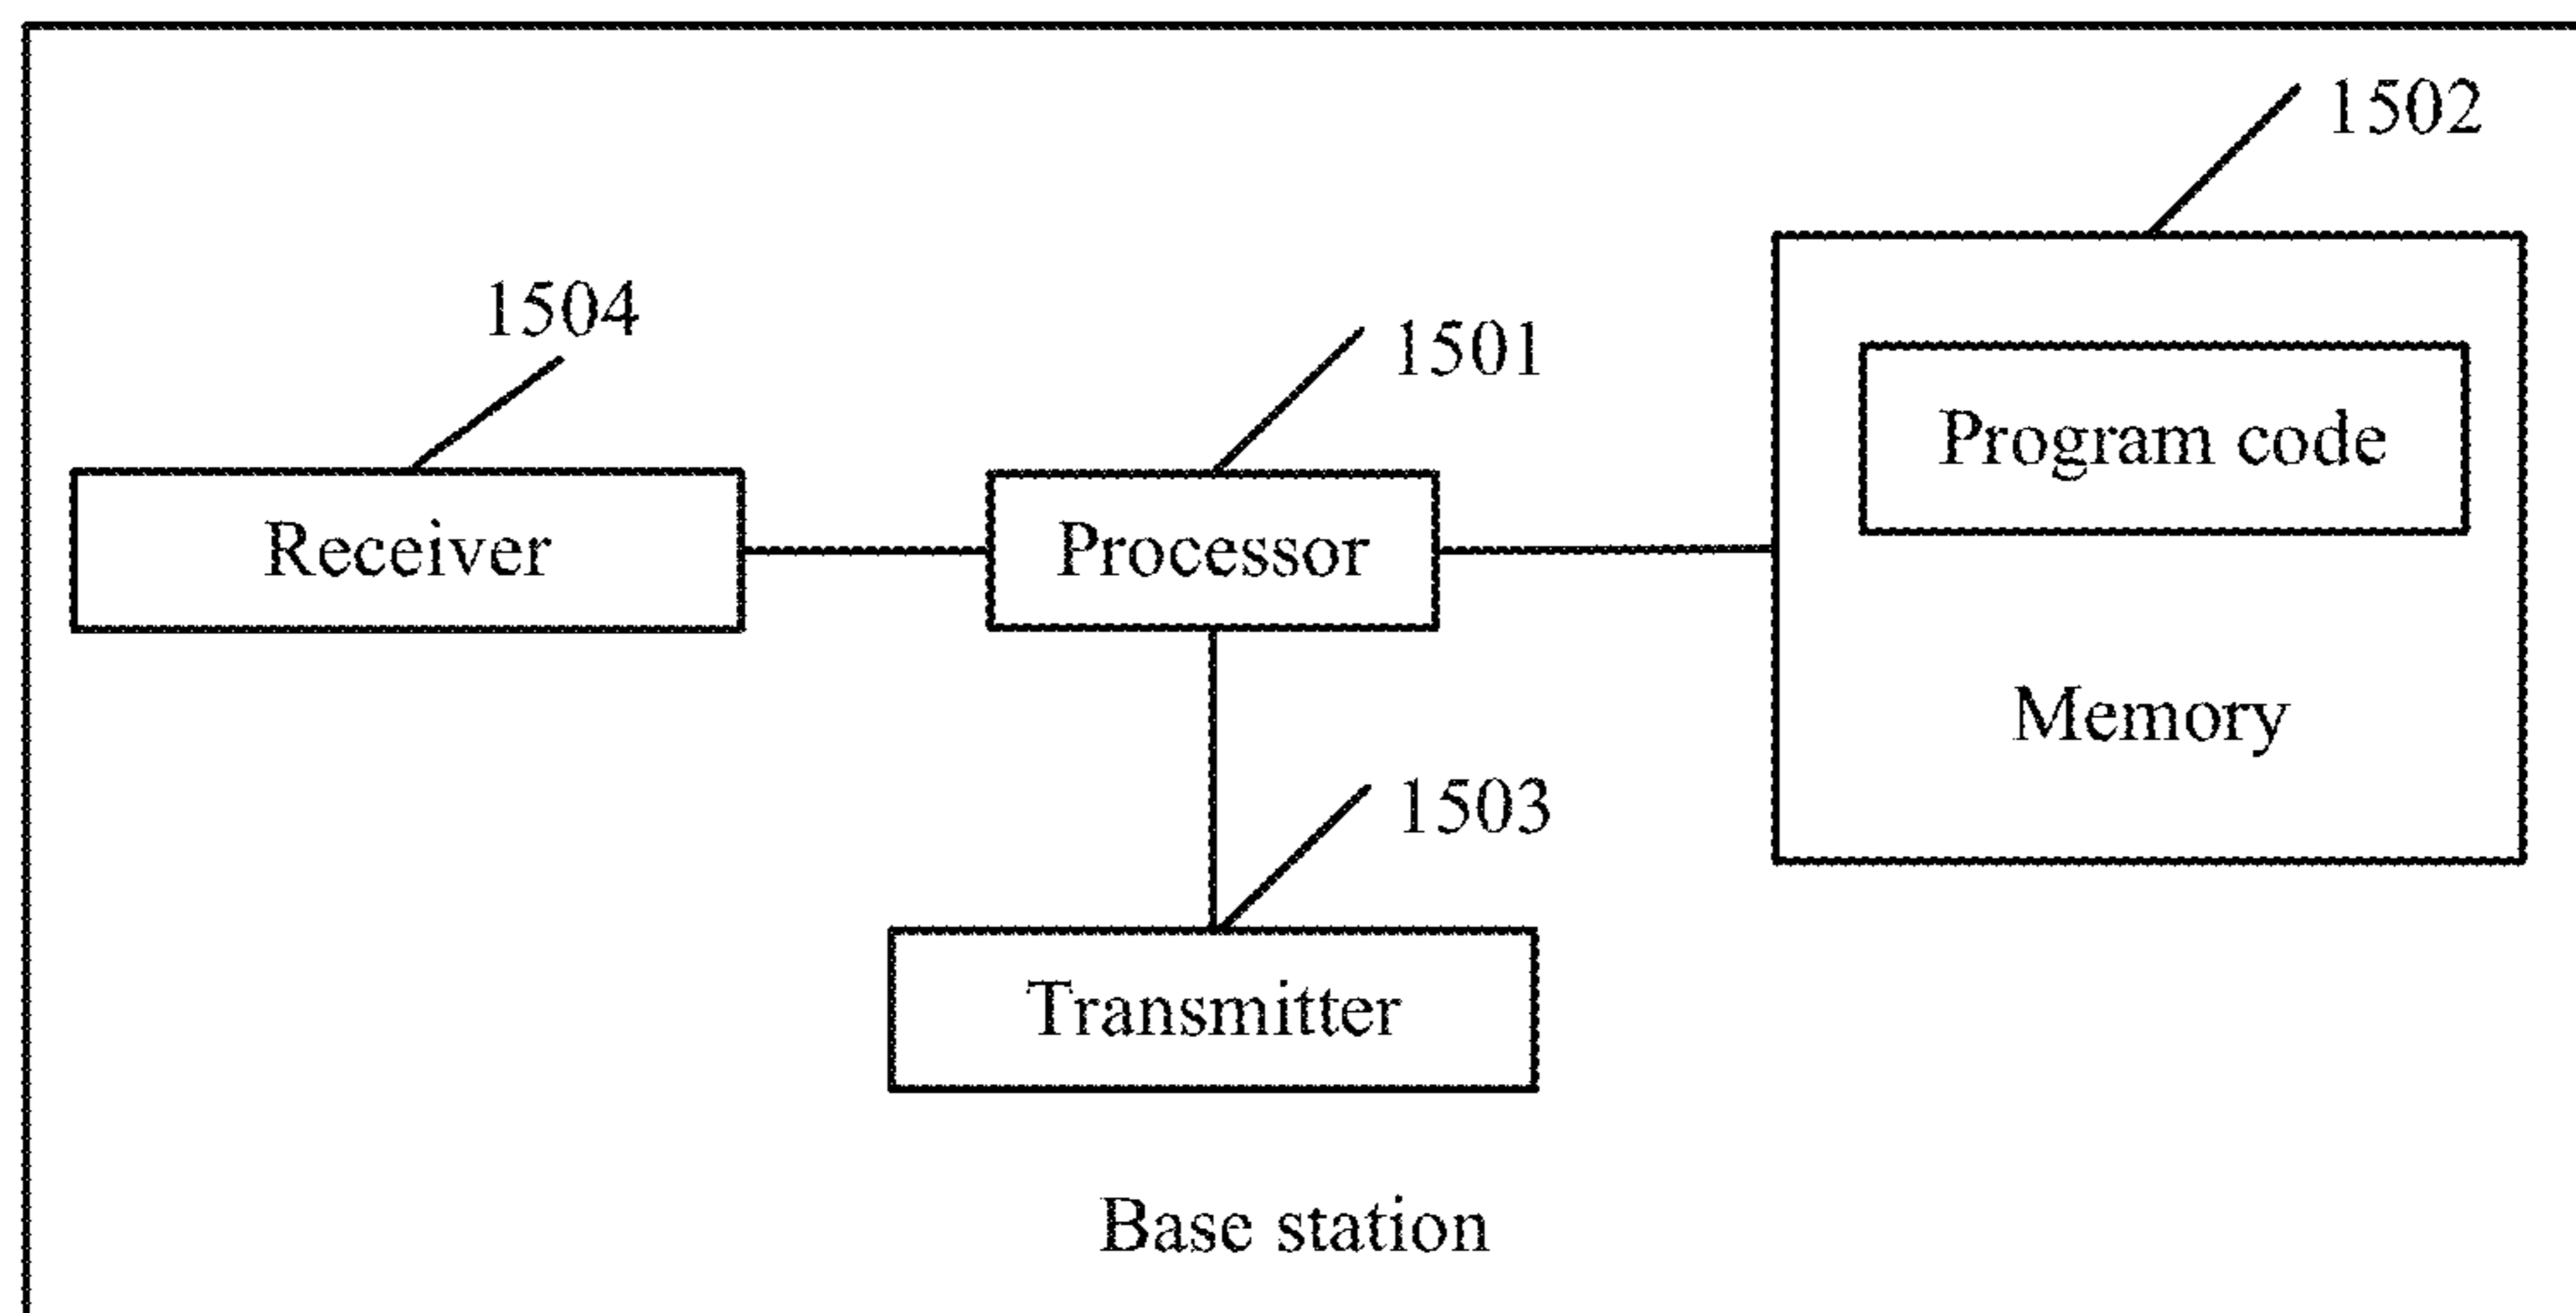 1502
1504
1501
Program code
Receiver
Processor
Memory
1503
Transmitter
Base station